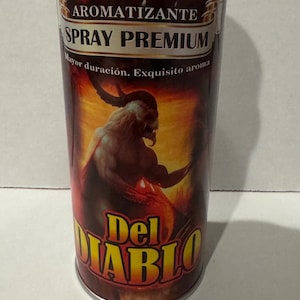 AROMATIZANTE
SPRAY PREMIUM
Mayor duración. Exquisito aroma
Del
DIABLO